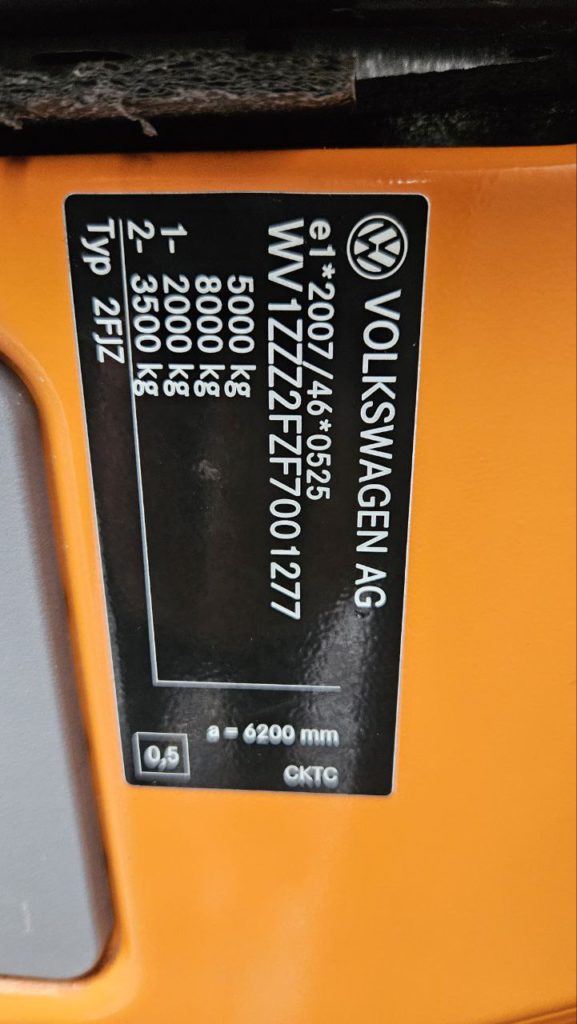 VOLKSWAGEN AG
e1*2007/46*0525
WV1ZZZ2FZF7001277
5000 kg
8000 kg
1- 2000 kg
2- 3500 kg
Typ 2FJZ
a = 6200 mm
CKTC
0,5